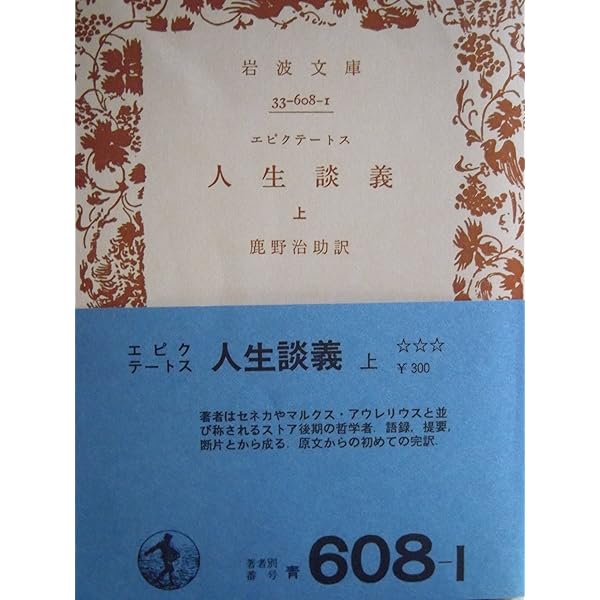 岩波文庫
33-608-1
エピクテートス
人生談義
上
鹿野治助訳
エピク
テートス
人生談義 上
☆☆☆
￥300
著者はセネカやマルクス・アウレリウスと並
び称されるストア後期の哲学者. 語録, 提要,
断片とから成る. 原文からの初めての完訳.
著者別
番号
青 608-1